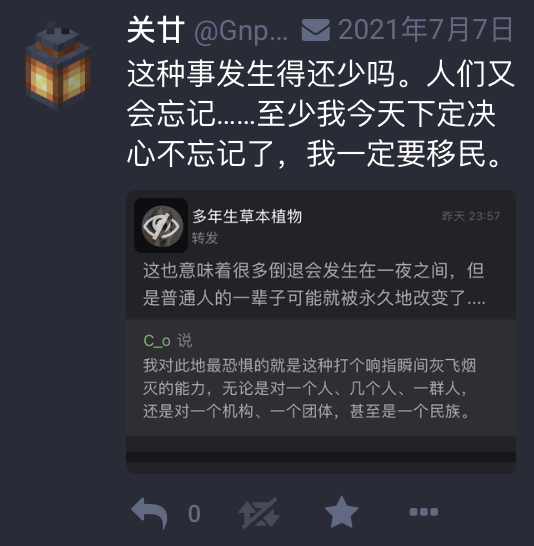 关廿 @Gnp... 2021年7月7日
这种事发生得还少吗。人们又
会忘记……至少我今天下定决
心不忘记了，我一定要移民。
多年生草本植物 昨天 23:57
转发
这也意味着很多倒退会发生在一夜之间，但
是普通人的一辈子可能就被永久地改变了....
C_o 说
我对此地最恐惧的就是这种打个响指瞬间灰飞烟
灭的能力，无论是对一个人、几个人、一群人，
还是对一个机构、一个团体，甚至是一个民族。
0